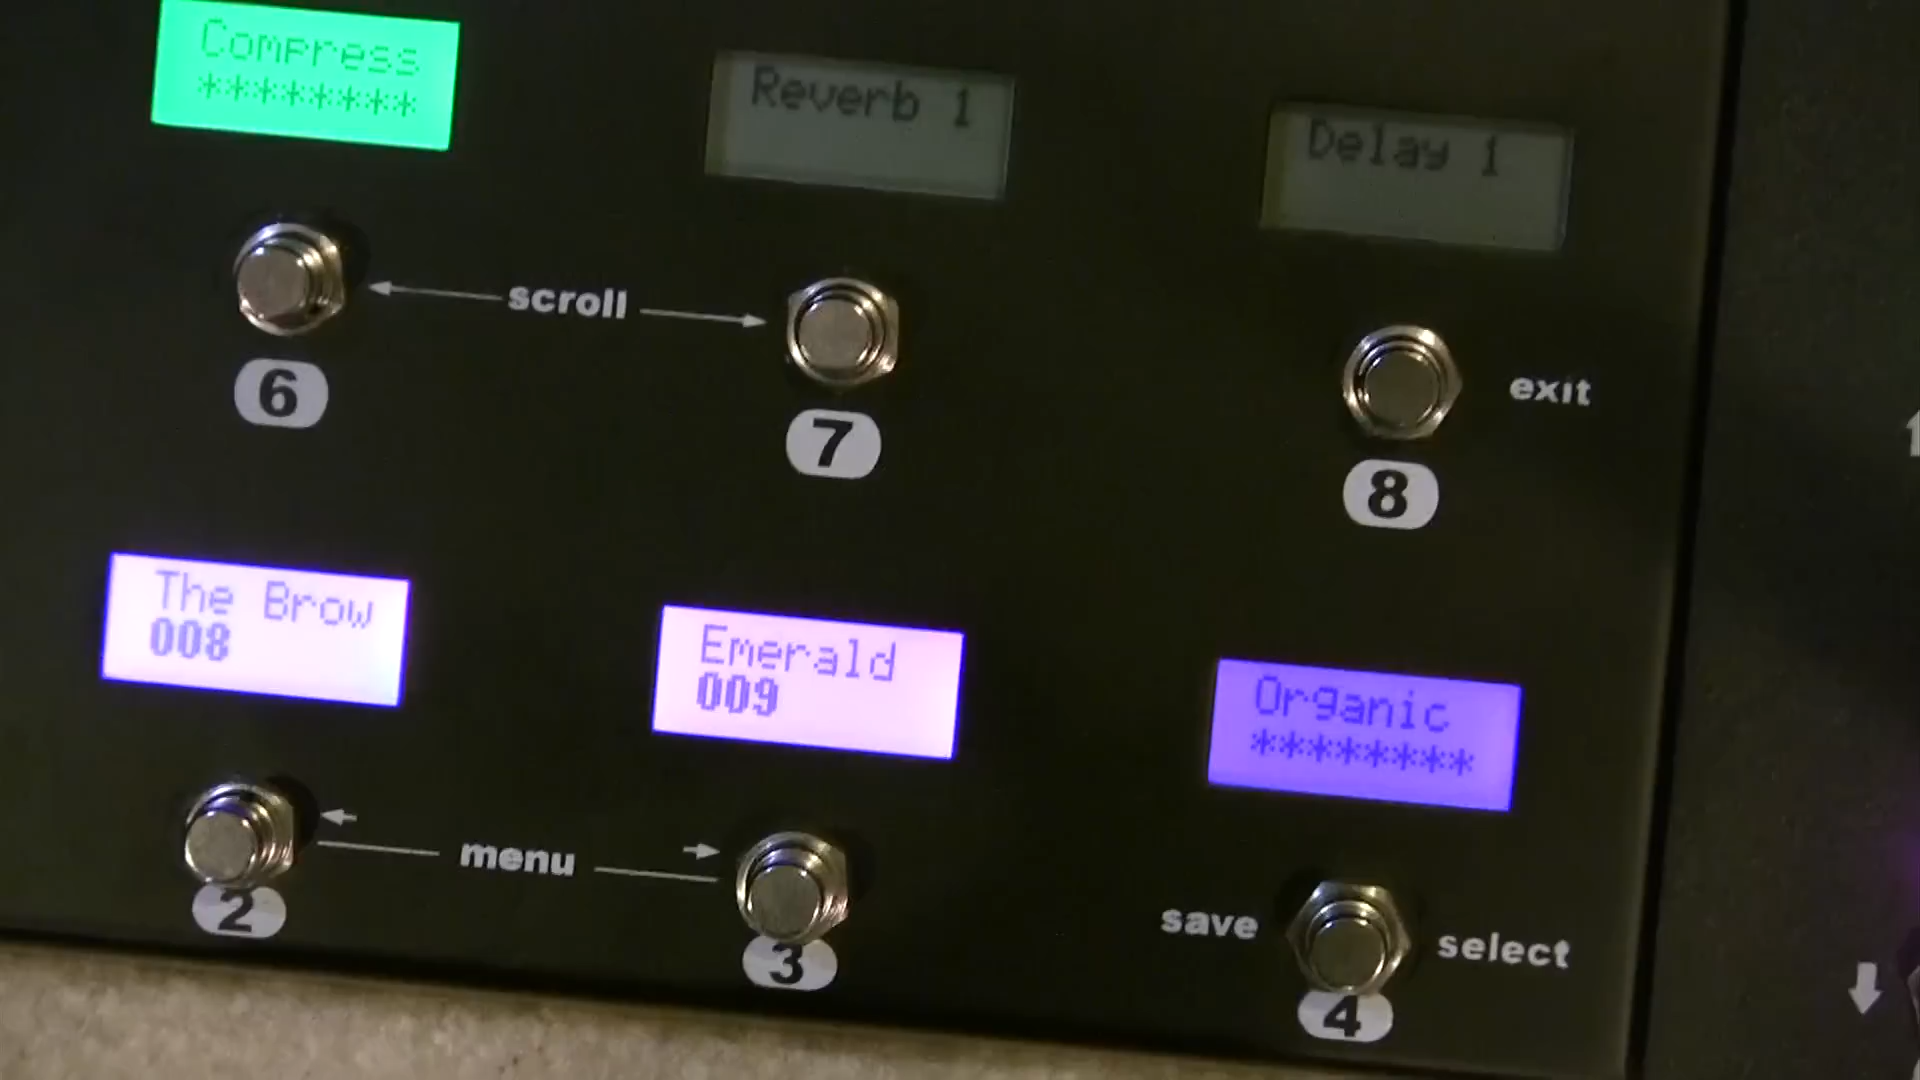 Compress
********
Reverb 1
Delay 1
scroll
exit
6
7
8
The Brow
008
Emerald
009
Organic
********
menu
save
select
2
3
4